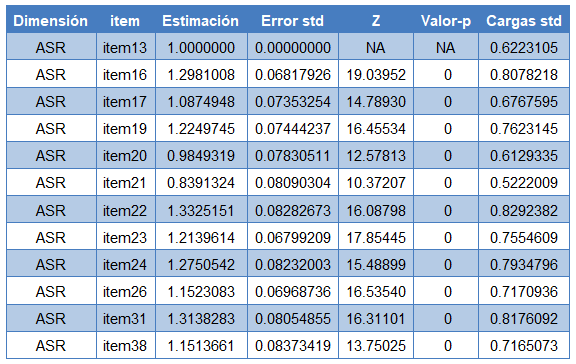 Dimensión item Estimación Error std Z Valor-p Cargas std
ASR item13 1.0000000 0.00000000 NA NA 0.6223105
ASR item16 1.2981008 0.06817926 19.03952 0 0.8078218
ASR item17 1.0874948 0.07353254 14.78930 0 0.6767595
ASR item19 1.2249745 0.07444237 16.45534 0 0.7623145
ASR item20 0.9849319 0.07830511 12.57813 0 0.6129335
ASR item21 0.8391324 0.08090304 10.37207 0 0.5222009
ASR item22 1.3325151 0.08282673 16.08798 0 0.8292382
ASR item23 1.2139614 0.06799209 17.85445 0 0.7554609
ASR item24 1.2750542 0.08232003 15.48899 0 0.7934796
ASR item26 1.1523083 0.06968736 16.53540 0 0.7170936
ASR item31 1.3138283 0.08054855 16.31101 0 0.8176092
ASR item38 1.1513661 0.08373419 13.75025 0 0.7165073